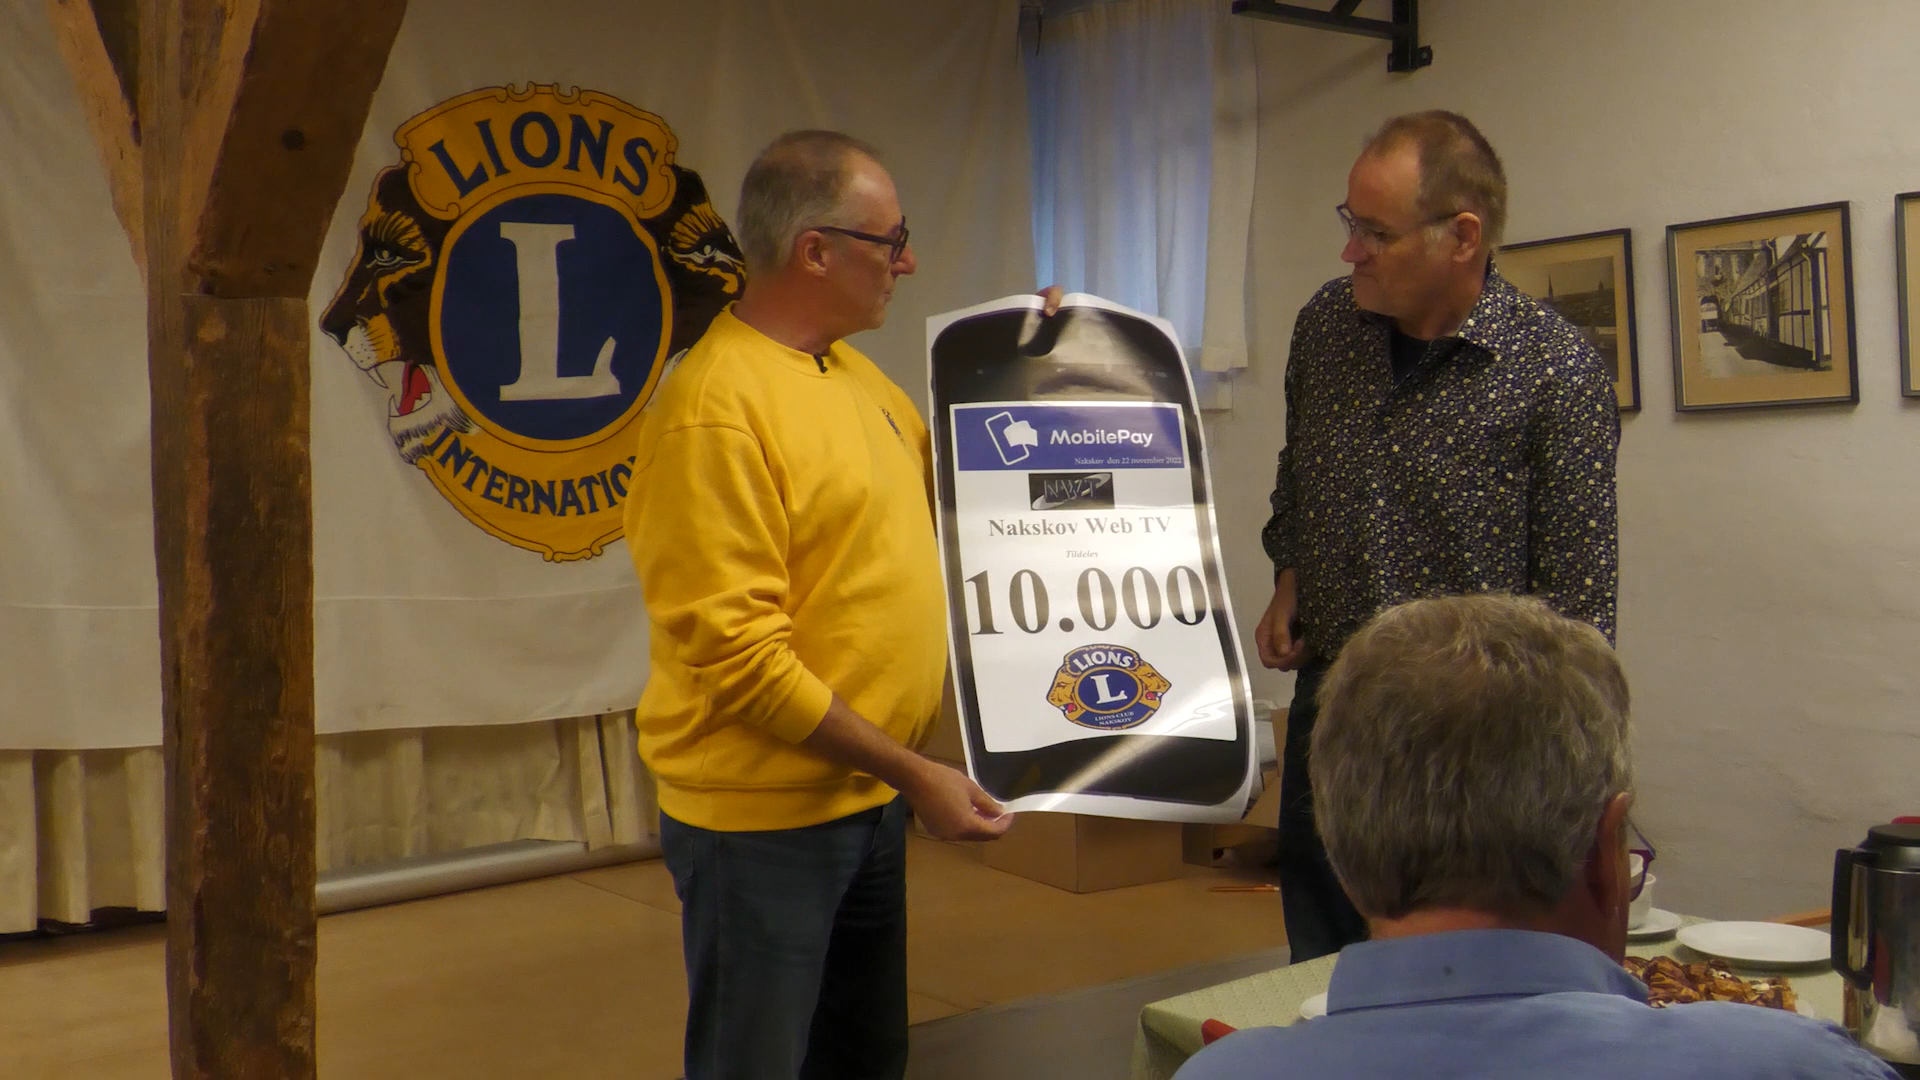 LIONS
L
INTERNATIO
MobilePay
Nakskov den 22 november 2022
NWT
Nakskov Web TV
Tildeles
10.000
LIONS
L
LIONS CLUB
NAKSKOV